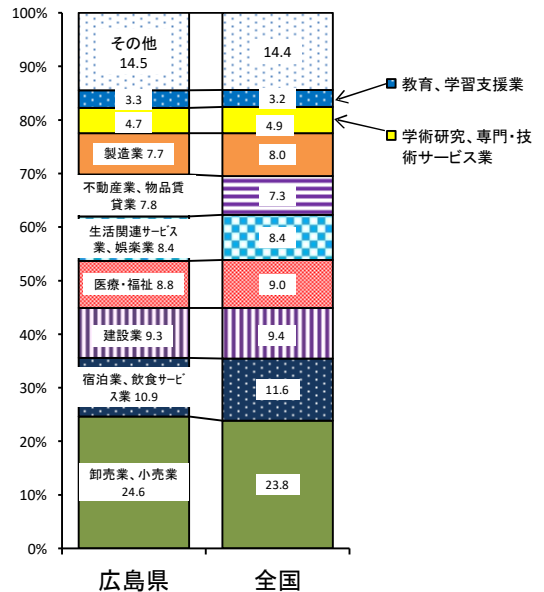 100%
90%
80%
70%
60%
50%
40%
30%
20%
10%
0%
その他
14.5
3.3
4.7
製造業 7.7
不動産業、物品賃
貸業 7.8
生活関連サービス
業、娯楽業 8.4
医療・福祉 8.8
建設業 9.3
宿泊業、飲食サービ
ス業 10.9
卸売業、小売業
24.6
14.4
3.2
4.9
8.0
7.3
8.4
9.0
9.4
11.6
23.8
教育、学習支援業
学術研究、専門・技
術サービス業
広島県
全国